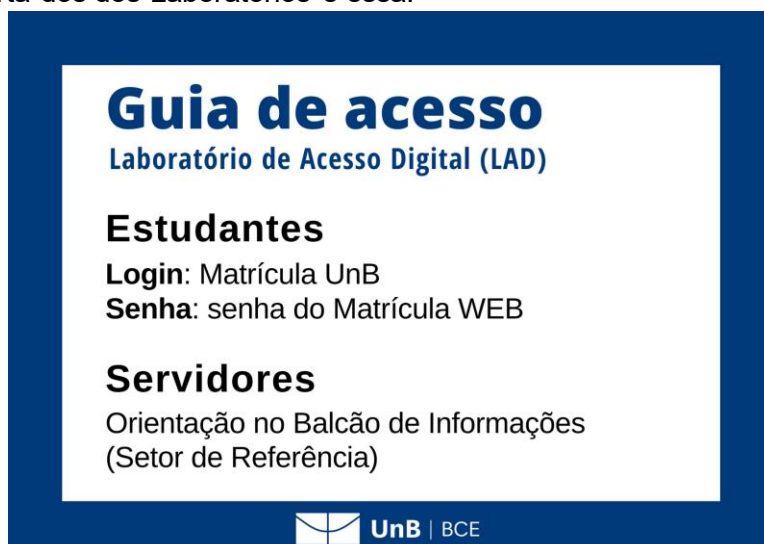 Guia de acesso
Laboratório de Acesso Digital (LAD)
Estudantes
Login: Matrícula UnB
Senha: senha do Matrícula WEB
Servidores
Orientação no Balcão de Informações
(Setor de Referência)
UnB | BCE